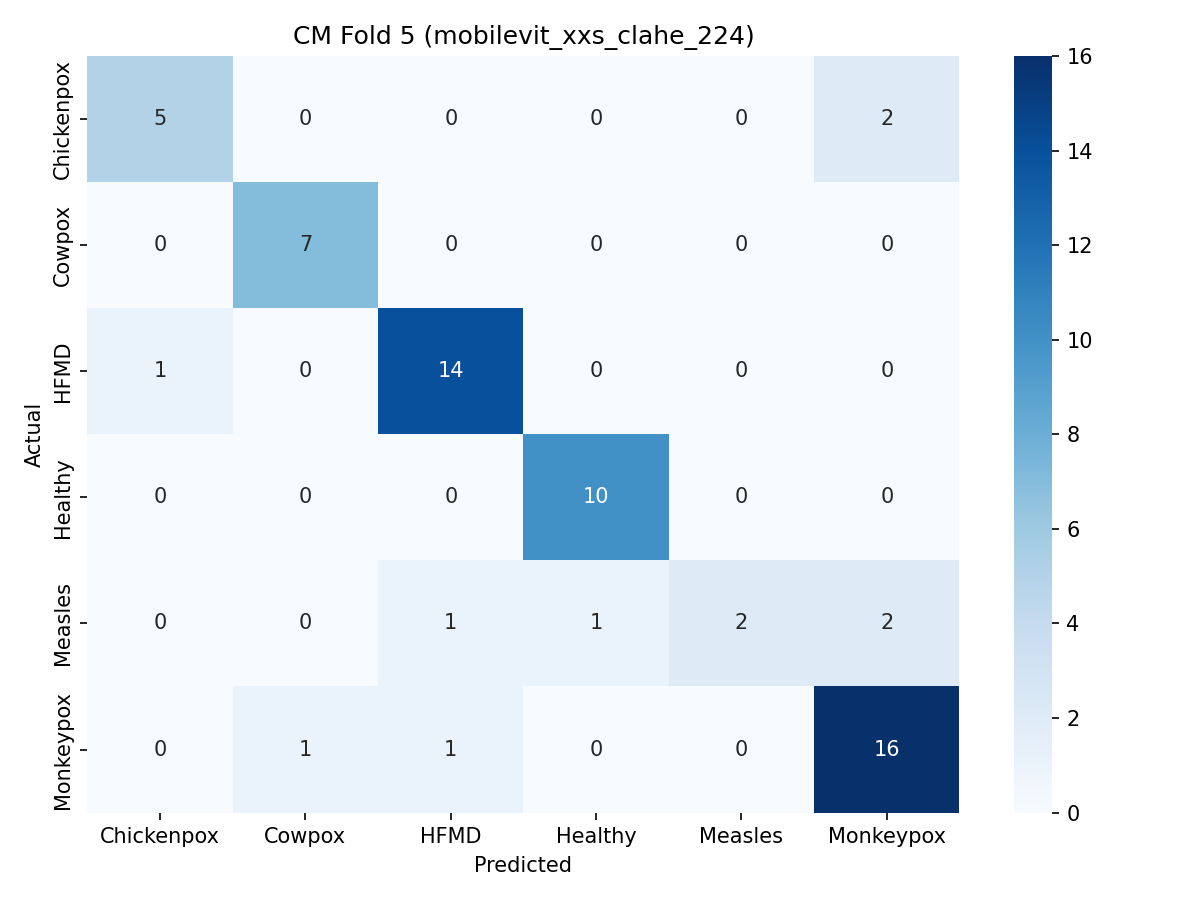 CM Fold 5 (mobilevit_xxs_clahe_224)
Actual
Chickenpox 5 0 0 0 0 2
Cowpox 0 7 0 0 0 0
HFMD 1 0 14 0 0 0
Healthy 0 0 0 10 0 0
Measles 0 0 1 1 2 2
Monkeypox 0 1 1 0 0 16
Chickenpox Cowpox HFMD Healthy Measles Monkeypox
Predicted
16
14
12
10
8
6
4
2
0